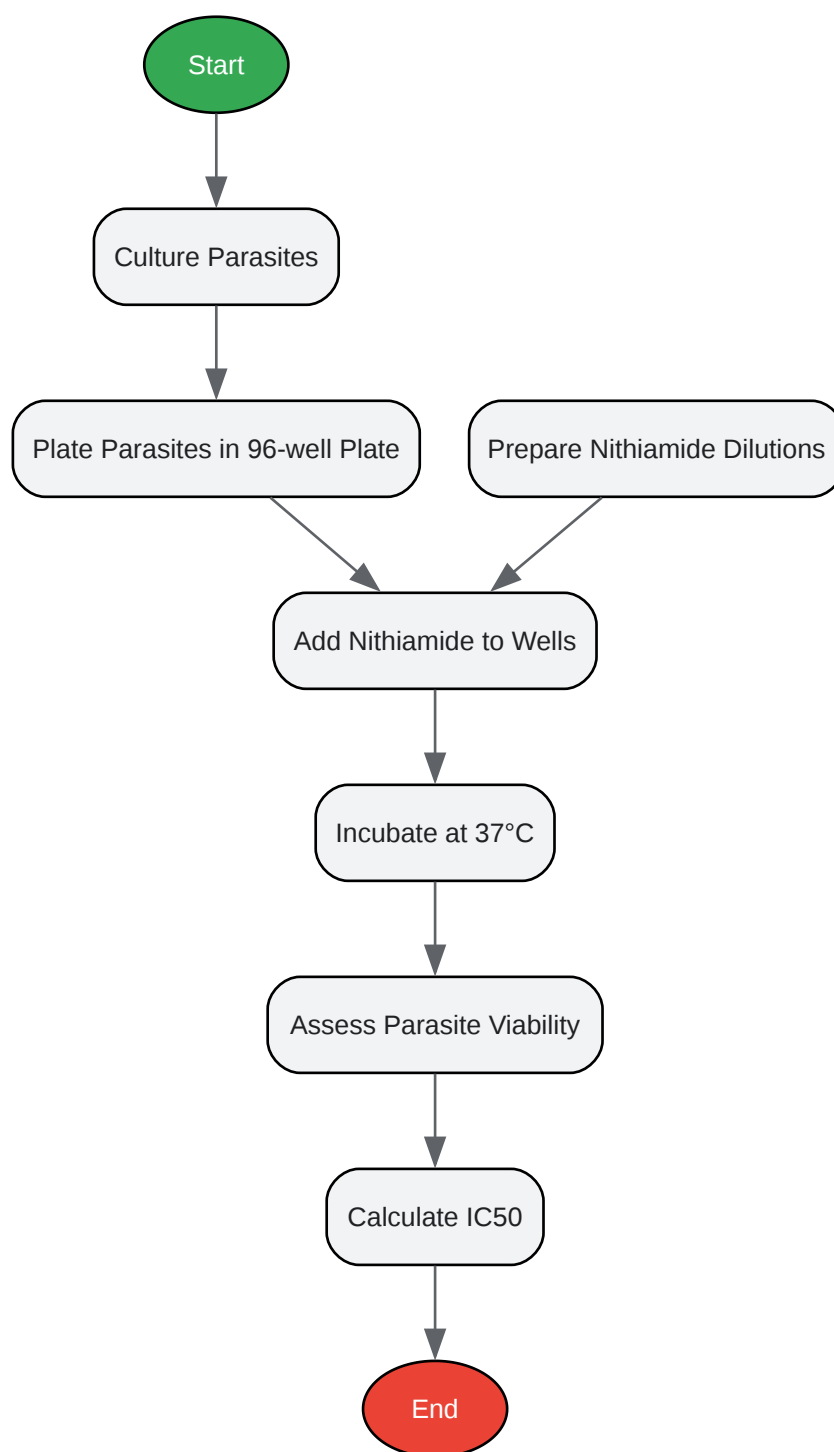 Start
Culture Parasites
Plate Parasites in 96-well Plate
Prepare Nithiamide Dilutions
Add Nithiamide to Wells
Incubate at 37°C
Assess Parasite Viability
Calculate IC50
End